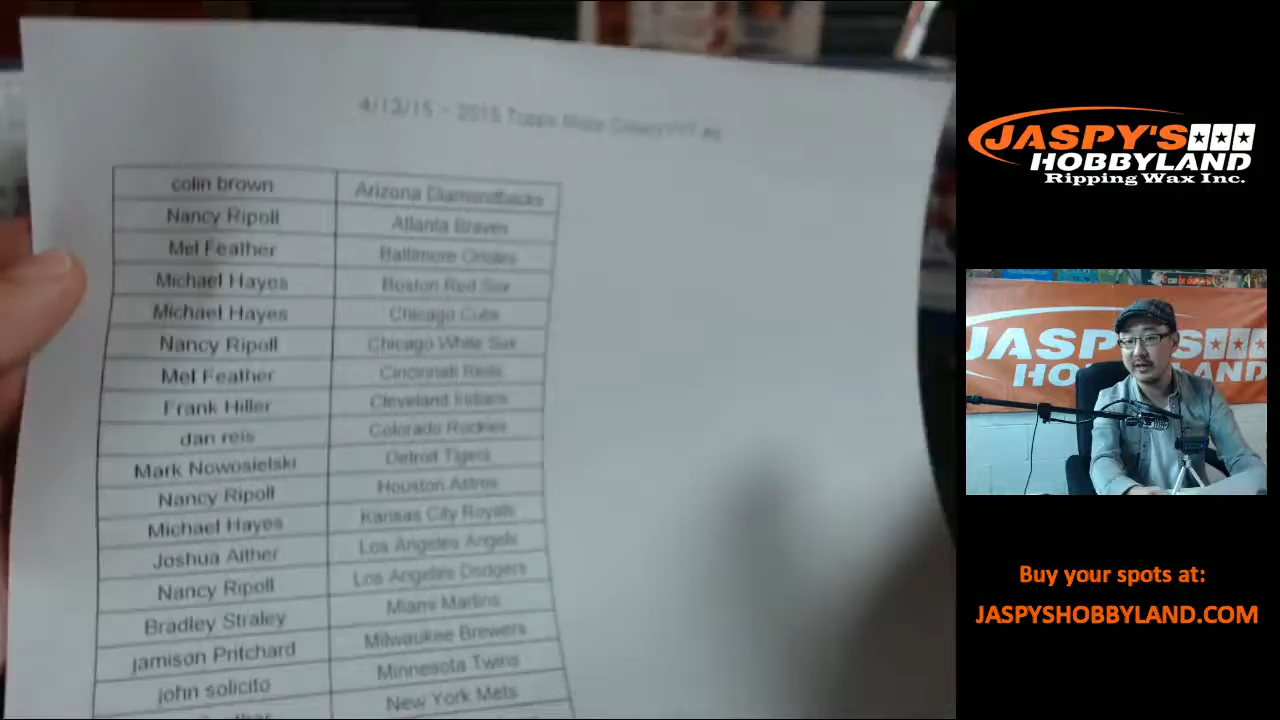 4/13/15 - 2015 Topps
colin brown Arizona Diamondbacks
Nancy Ripoll Atlanta Braves
Mel Feather Baltimore Orioles
Michael Hayes Boston Red Sox
Michael Hayes Chicago Cubs
Nancy Ripoll Chicago White Sox
Mel Feather Cincinnati Reds
Frank Hiller Cleveland Indians
dan reis Colorado Rockies
Mark Nowosielski Detroit Tigers
Nancy Ripoll Houston Astros
Michael Hayes Kansas City Royals
Joshua Aither Los Angeles Angels
Nancy Ripoll Los Angeles Dodgers
Bradley Straley Miami Marlins
jamison Pritchard Milwaukee Brewers
john solicito Minnesota Twins
New York Mets
JASPY'S
HOBBYLAND
Ripping Wax Inc.
JASPY'S
HOBBYLAND
Buy your spots at:
JASPYSHOBBYLAND.COM